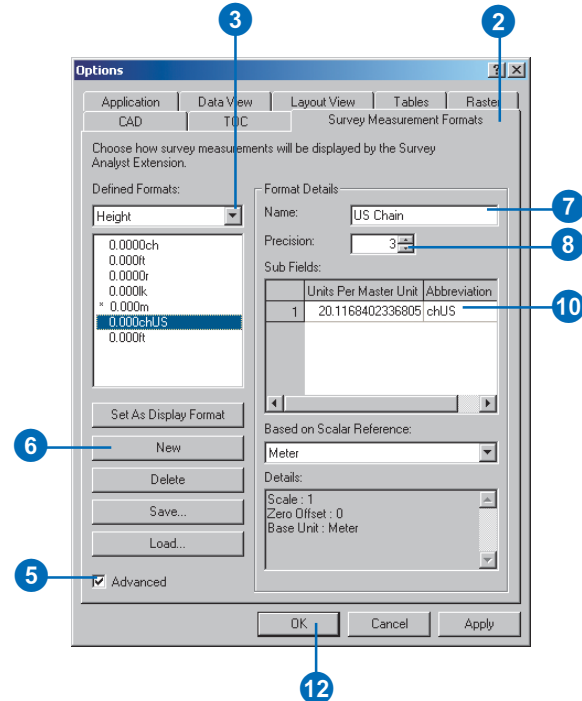 3
2
Options
Application
Data View
Layout View
Tables
Raster
CAD
TOC
Survey Measurement Formats
Choose how survey measurements will be displayed by the Survey
Analyst Extension.
Defined Formats:
Height
0.0000ch
0.000ft
0.0000r
0.000lk
* 0.000m
0.000chUS
0.000ft
Set As Display Format
6
New
Delete
Save...
Load...
5
Advanced
Format Details
Name:
US Chain
7
Precision:
3
8
Sub Fields:
Units Per Master Unit
Abbreviation
1
20.1168402336805
chUS
10
Based on Scalar Reference:
Meter
Details:
Scale : 1
Zero Offset : 0
Base Unit : Meter
OK
Cancel
Apply
12